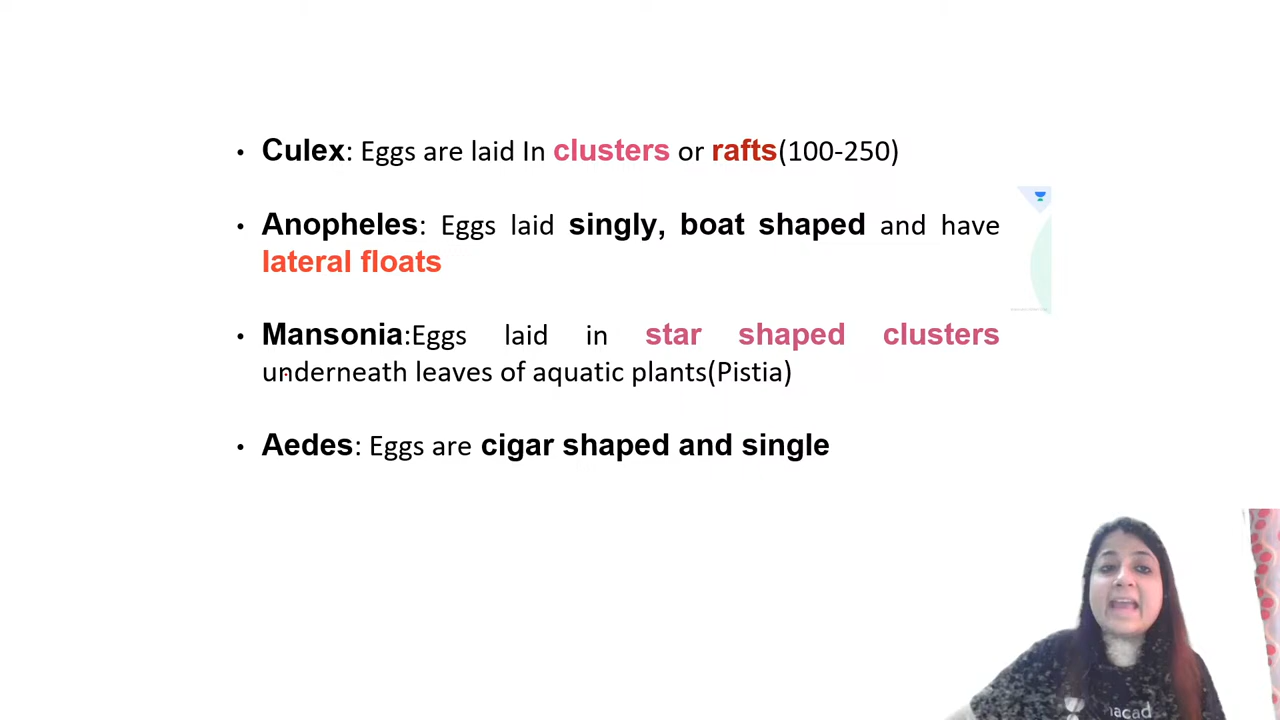 • Culex: Eggs are laid In clusters or rafts(100-250)
• Anopheles: Eggs laid singly, boat shaped and have
lateral floats
• Mansonia:Eggs laid in star shaped clusters
underneath leaves of aquatic plants(Pistia)
• Aedes: Eggs are cigar shaped and single
nacad